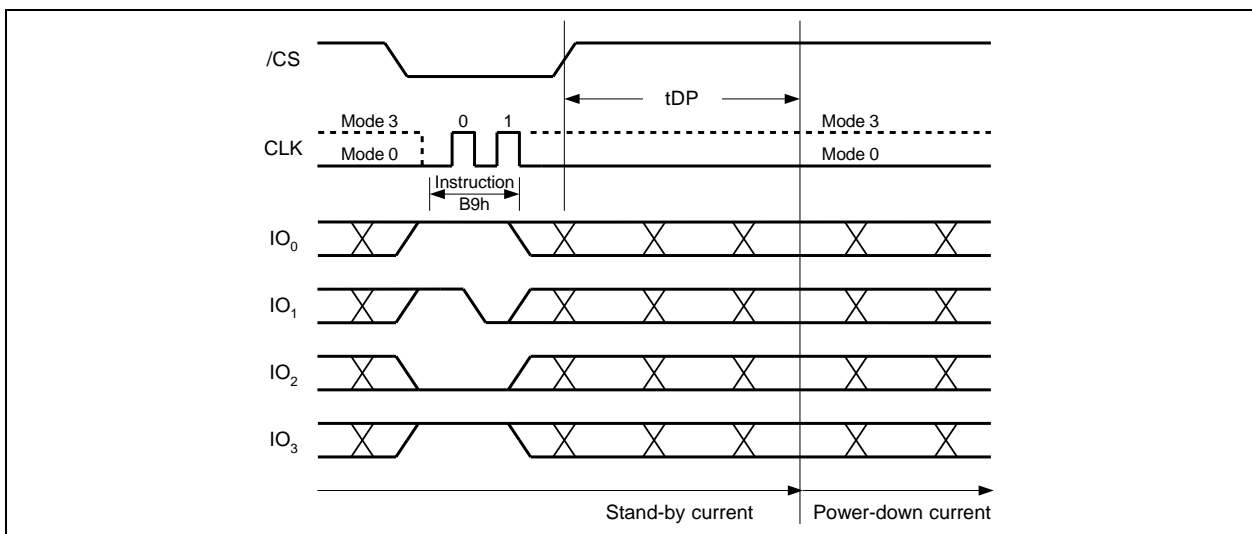 /CS
tDP
Mode 3 0 1 Mode 3
CLK
Mode 0 Mode 0
Instruction
B9h
IO0
IO1
IO2
IO3
Stand-by current Power-down current